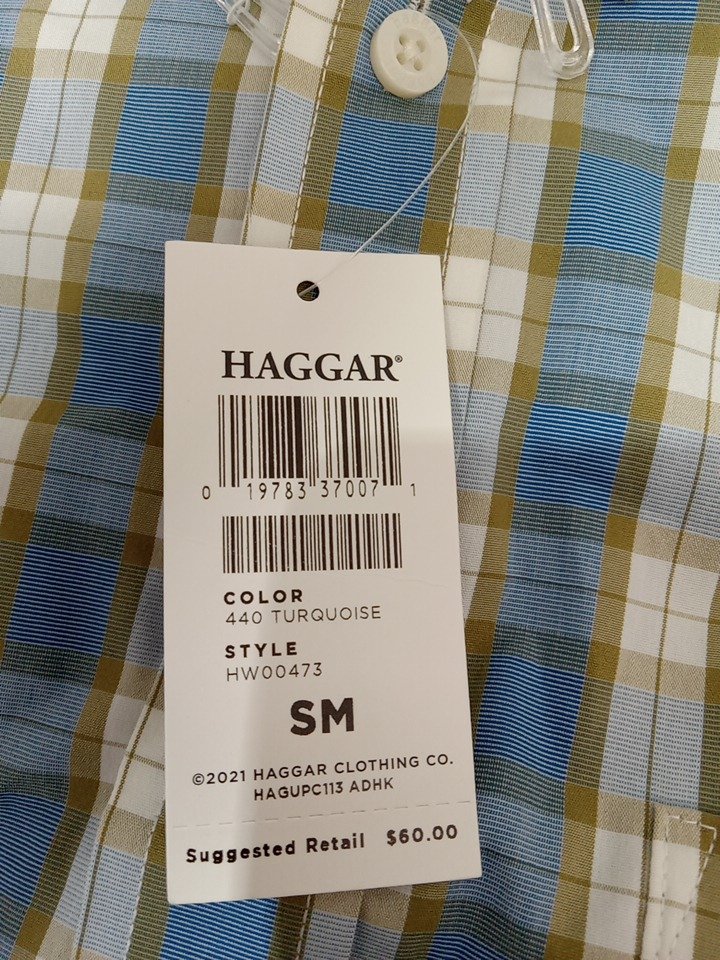 HAGGAR®
0 19783 37007 1
COLOR
440 TURQUOISE
STYLE
HW00473
SM
©2021 HAGGAR CLOTHING CO.
HAGUPC113 ADHK
Suggested Retail $60.00